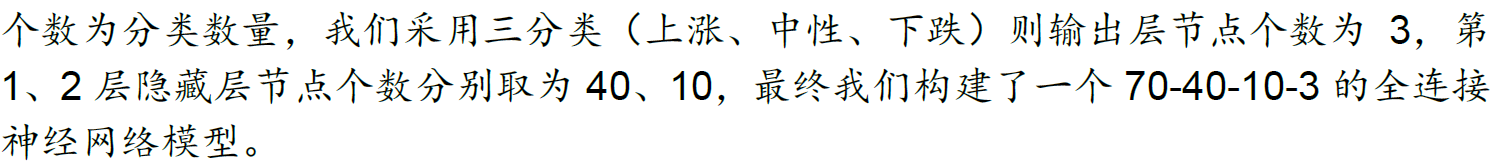 个数为分类数量，我们采用三分类（上涨、中性、下跌）则输出层节点个数为 3，第
1、2 层隐藏层节点个数分别取为 40、10，最终我们构建了一个 70-40-10-3 的全连接
神经网络模型。